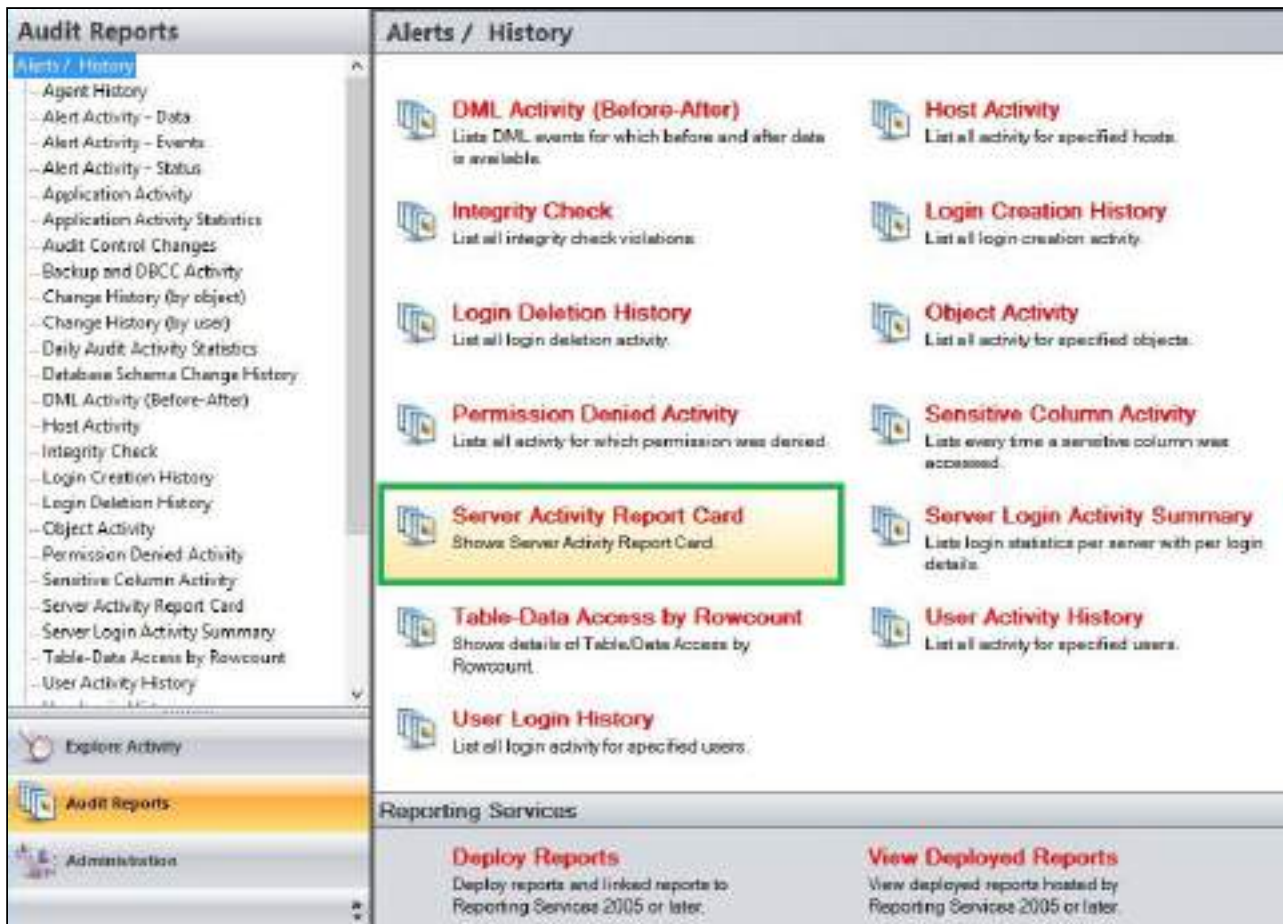 Audit Reports
Alerts / History
Agent History
Alert Activity - Data
Alert Activity - Events
Alert Activity - Status
Application Activity
Application Activity Statistics
Audit Control Changes
Backup and DBCC Activity
Change History (by object)
Change History (by user)
Daily Audit Activity Statistics
Database Schema Change History
DML Activity (Before-After)
Host Activity
Integrity Check
Login Creation History
Login Deletion History
Object Activity
Permission Denied Activity
Sensitive Column Activity
Server Activity Report Card
Server Login Activity Summary
Table-Data Access by Rowcount
User Activity History
Explore Activity
Audit Reports
Administration
Alerts / History
DML Activity (Before-After)
Lists DML events for which before and after data
is available.
Host Activity
List all activity for specified hosts.
Integrity Check
List all integrity check violations.
Login Creation History
List all login creation activity.
Login Deletion History
List all login deletion activity.
Object Activity
List all activity for specified objects.
Permission Denied Activity
Lists all activity for which permission was denied.
Sensitive Column Activity
Lists every time a sensitive column was
accessed.
Server Activity Report Card
Shows Server Activity Report Card.
Server Login Activity Summary
Lists login statistics per server with per login
details.
Table-Data Access by Rowcount
Shows details of Table/Data Access by
Rowcount.
User Activity History
List all activity for specified users.
User Login History
List all login activity for specified users.
Reporting Services
Deploy Reports
Deploy reports and linked reports to
Reporting Services 2005 or later.
View Deployed Reports
View deployed reports hosted by
Reporting Services 2005 or later.